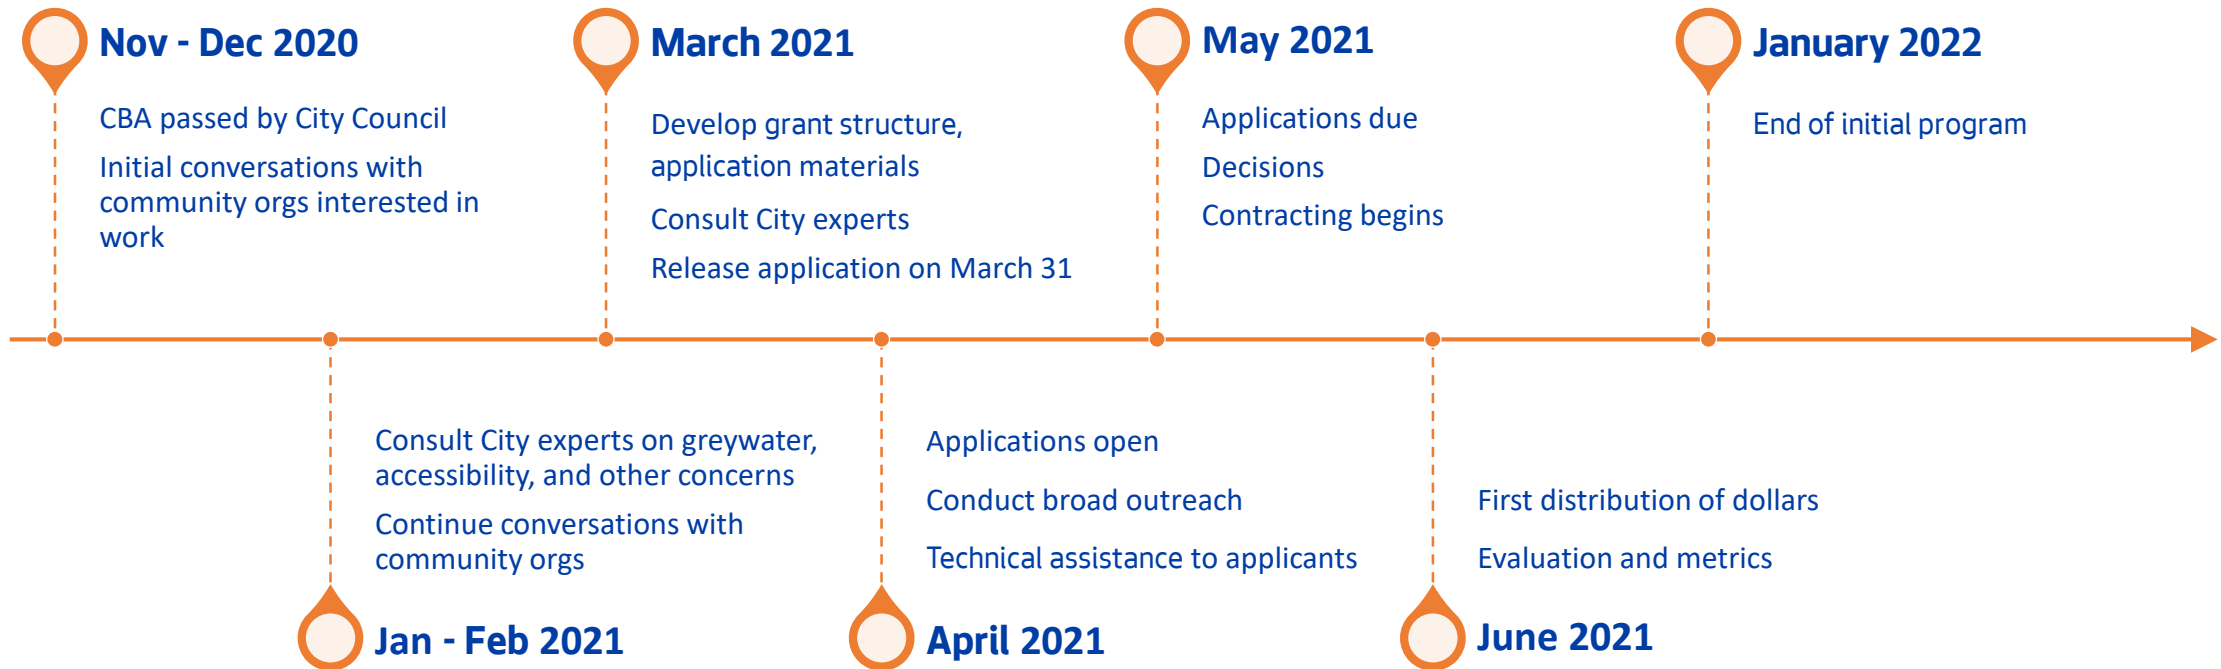 Nov - Dec 2020
CBA passed by City Council
Initial conversations with
community orgs interested in
work
Jan - Feb 2021
Consult City experts on greywater,
accessibility, and other concerns
Continue conversations with
community orgs
March 2021
Develop grant structure,
application materials
Consult City experts
Release application on March 31
April 2021
Applications open
Conduct broad outreach
Technical assistance to applicants
May 2021
Applications due
Decisions
Contracting begins
June 2021
First distribution of dollars
Evaluation and metrics
January 2022
End of initial program